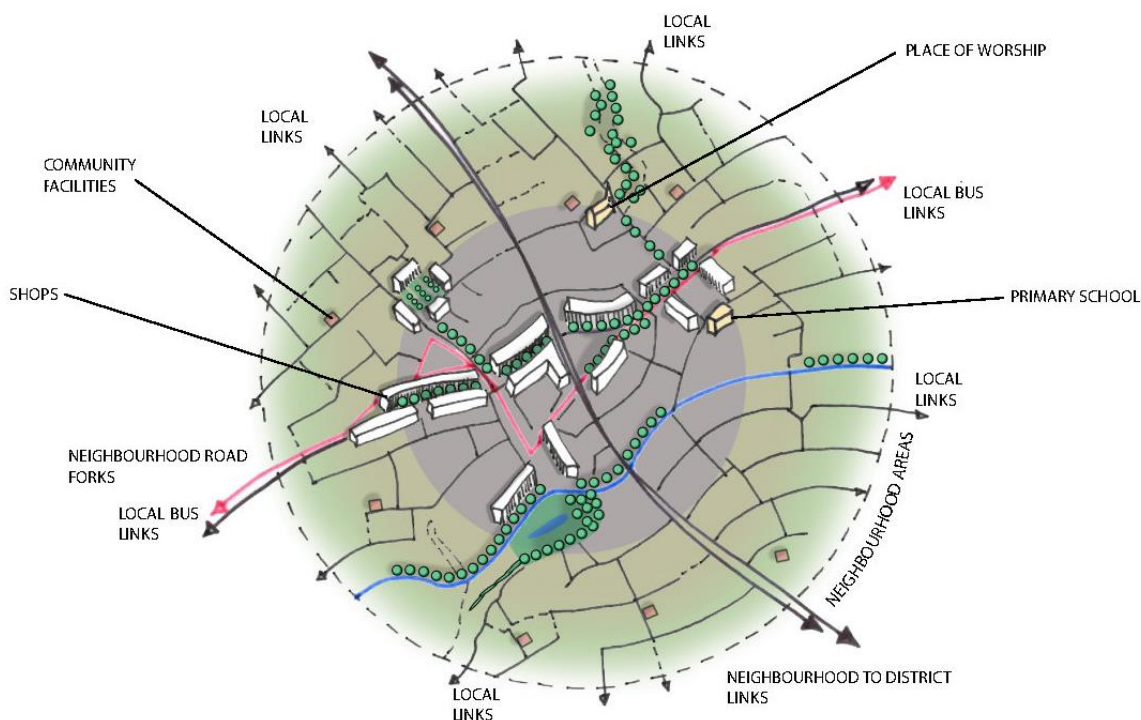 LOCAL
LINKS
PLACE OF WORSHIP
LOCAL
LINKS
COMMUNITY
FACILITIES
LOCAL BUS
LINKS
SHOPS
PRIMARY SCHOOL
LOCAL
LINKS
NEIGHBOURHOOD ROAD
FORKS
LOCAL BUS
LINKS
NEIGHBOURHOOD AREAS
NEIGHBOURHOOD TO DISTRICT
LINKS
LOCAL
LINKS